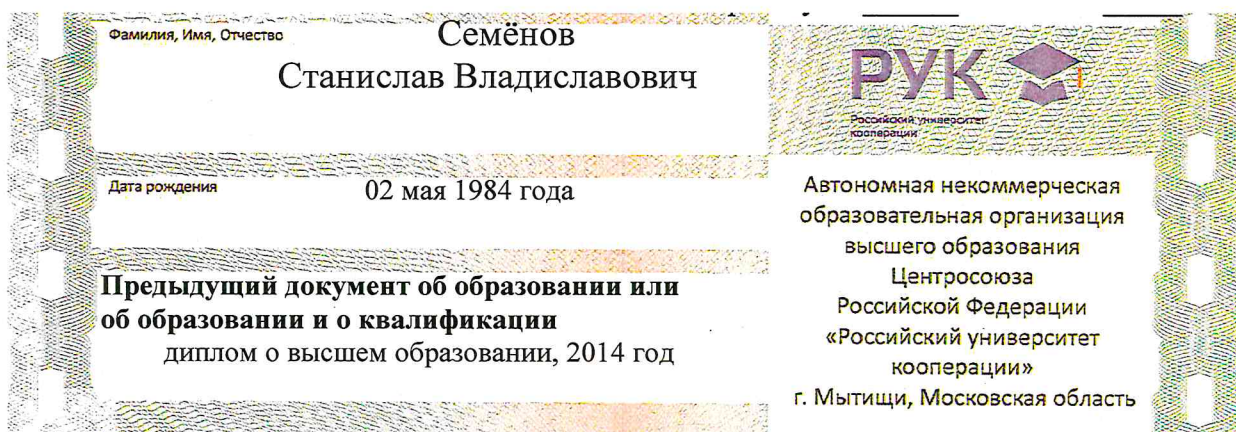 Фамилия, Имя, Отчество
Семёнов
Станислав Владиславович
Дата рождения
02 мая 1984 года
Предыдущий документ об образовании или
об образовании и о квалификации
диплом о высшем образовании, 2014 год
РУК
Российский университет
кооперации
Автономная некоммерческая
образовательная организация
высшего образования
Центросоюза
Российской Федерации
«Российский университет
кооперации»
г. Мытищи, Московская область